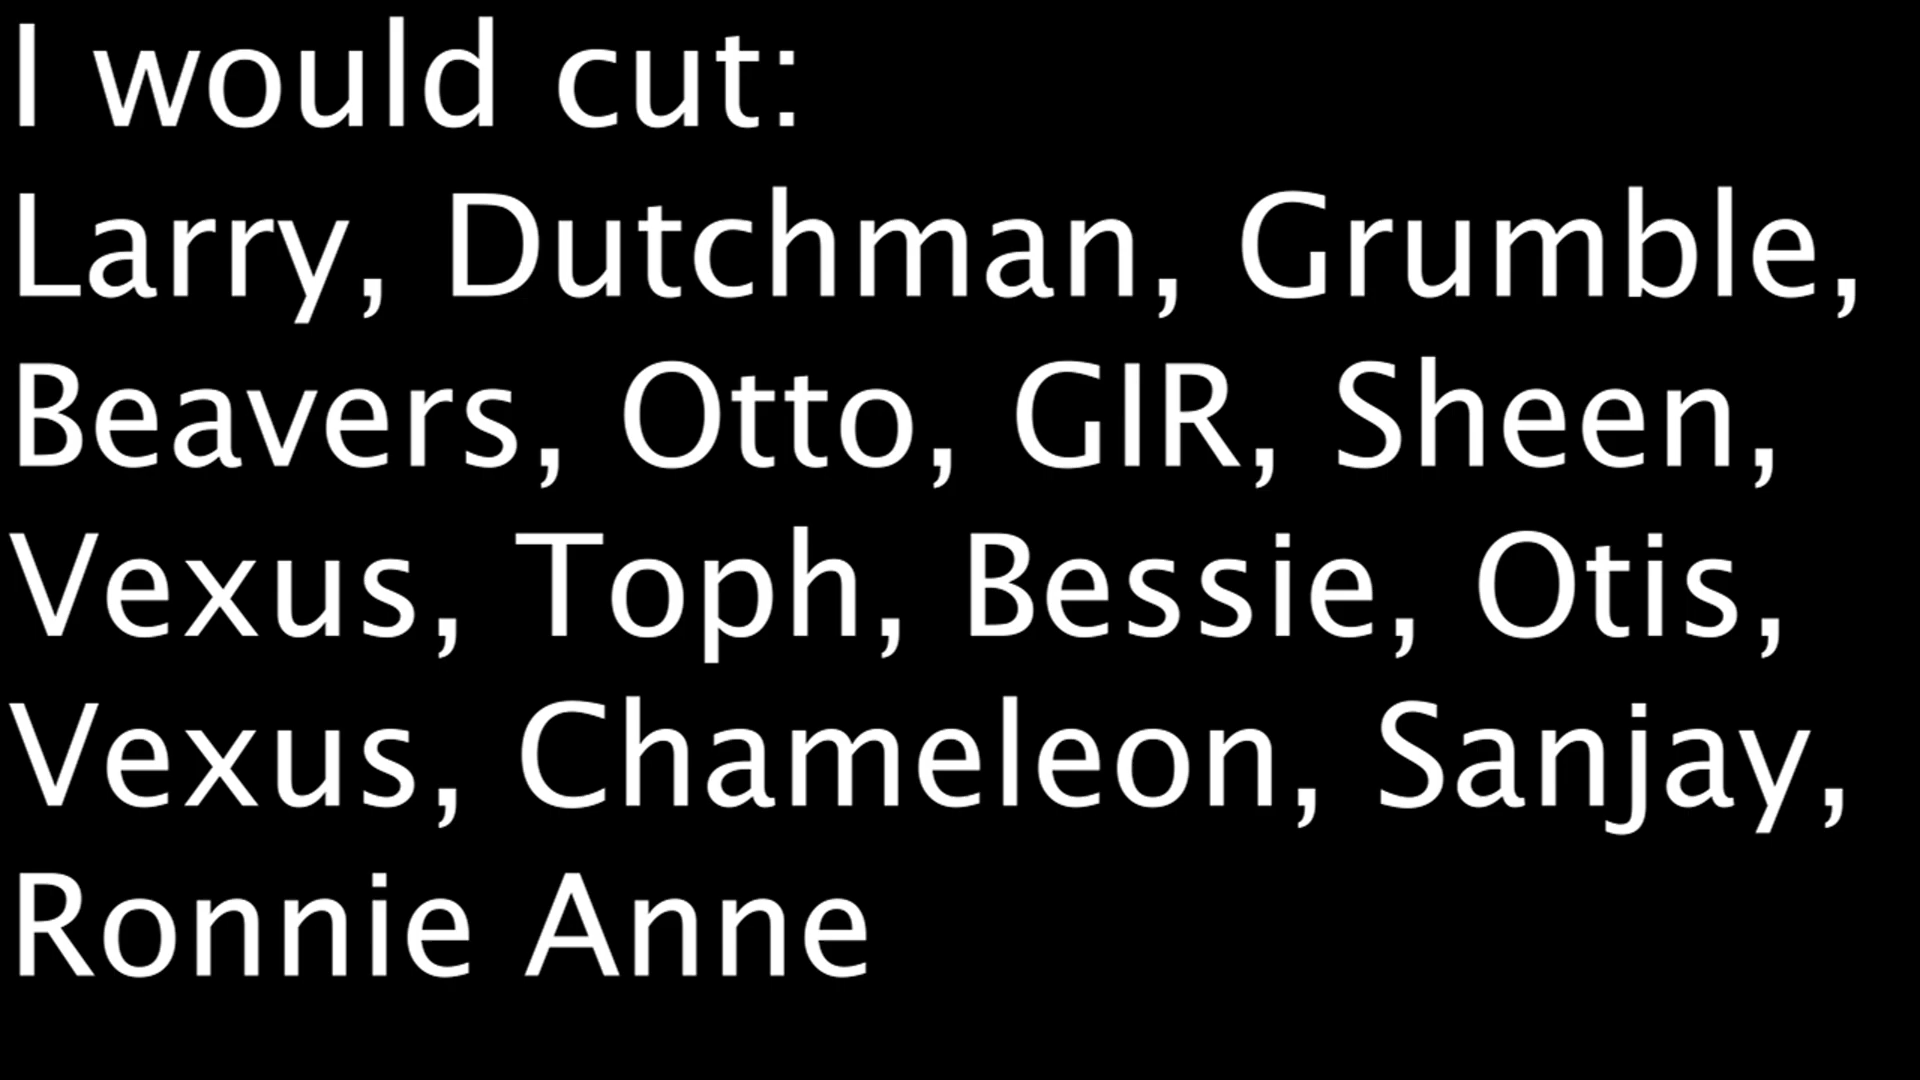 I would cut:
Larry, Dutchman, Grumble,
Beavers, Otto, GIR, Sheen,
Vexus, Toph, Bessie, Otis,
Vexus, Chameleon, Sanjay,
Ronnie Anne